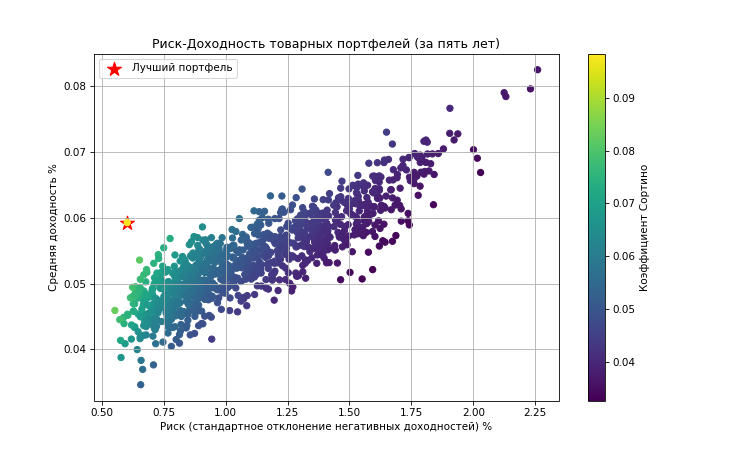 Риск-Доходность товарных портфелей (за пять лет)
Лучший портфель
Средняя доходность %
0.08
0.07
0.06
0.05
0.04
0.50 0.75 1.00 1.25 1.50 1.75 2.00 2.25
Риск (стандартное отклонение негативных доходностей) %
0.09
0.08
0.07
0.06
0.05
0.04
Коэффициент Сортино